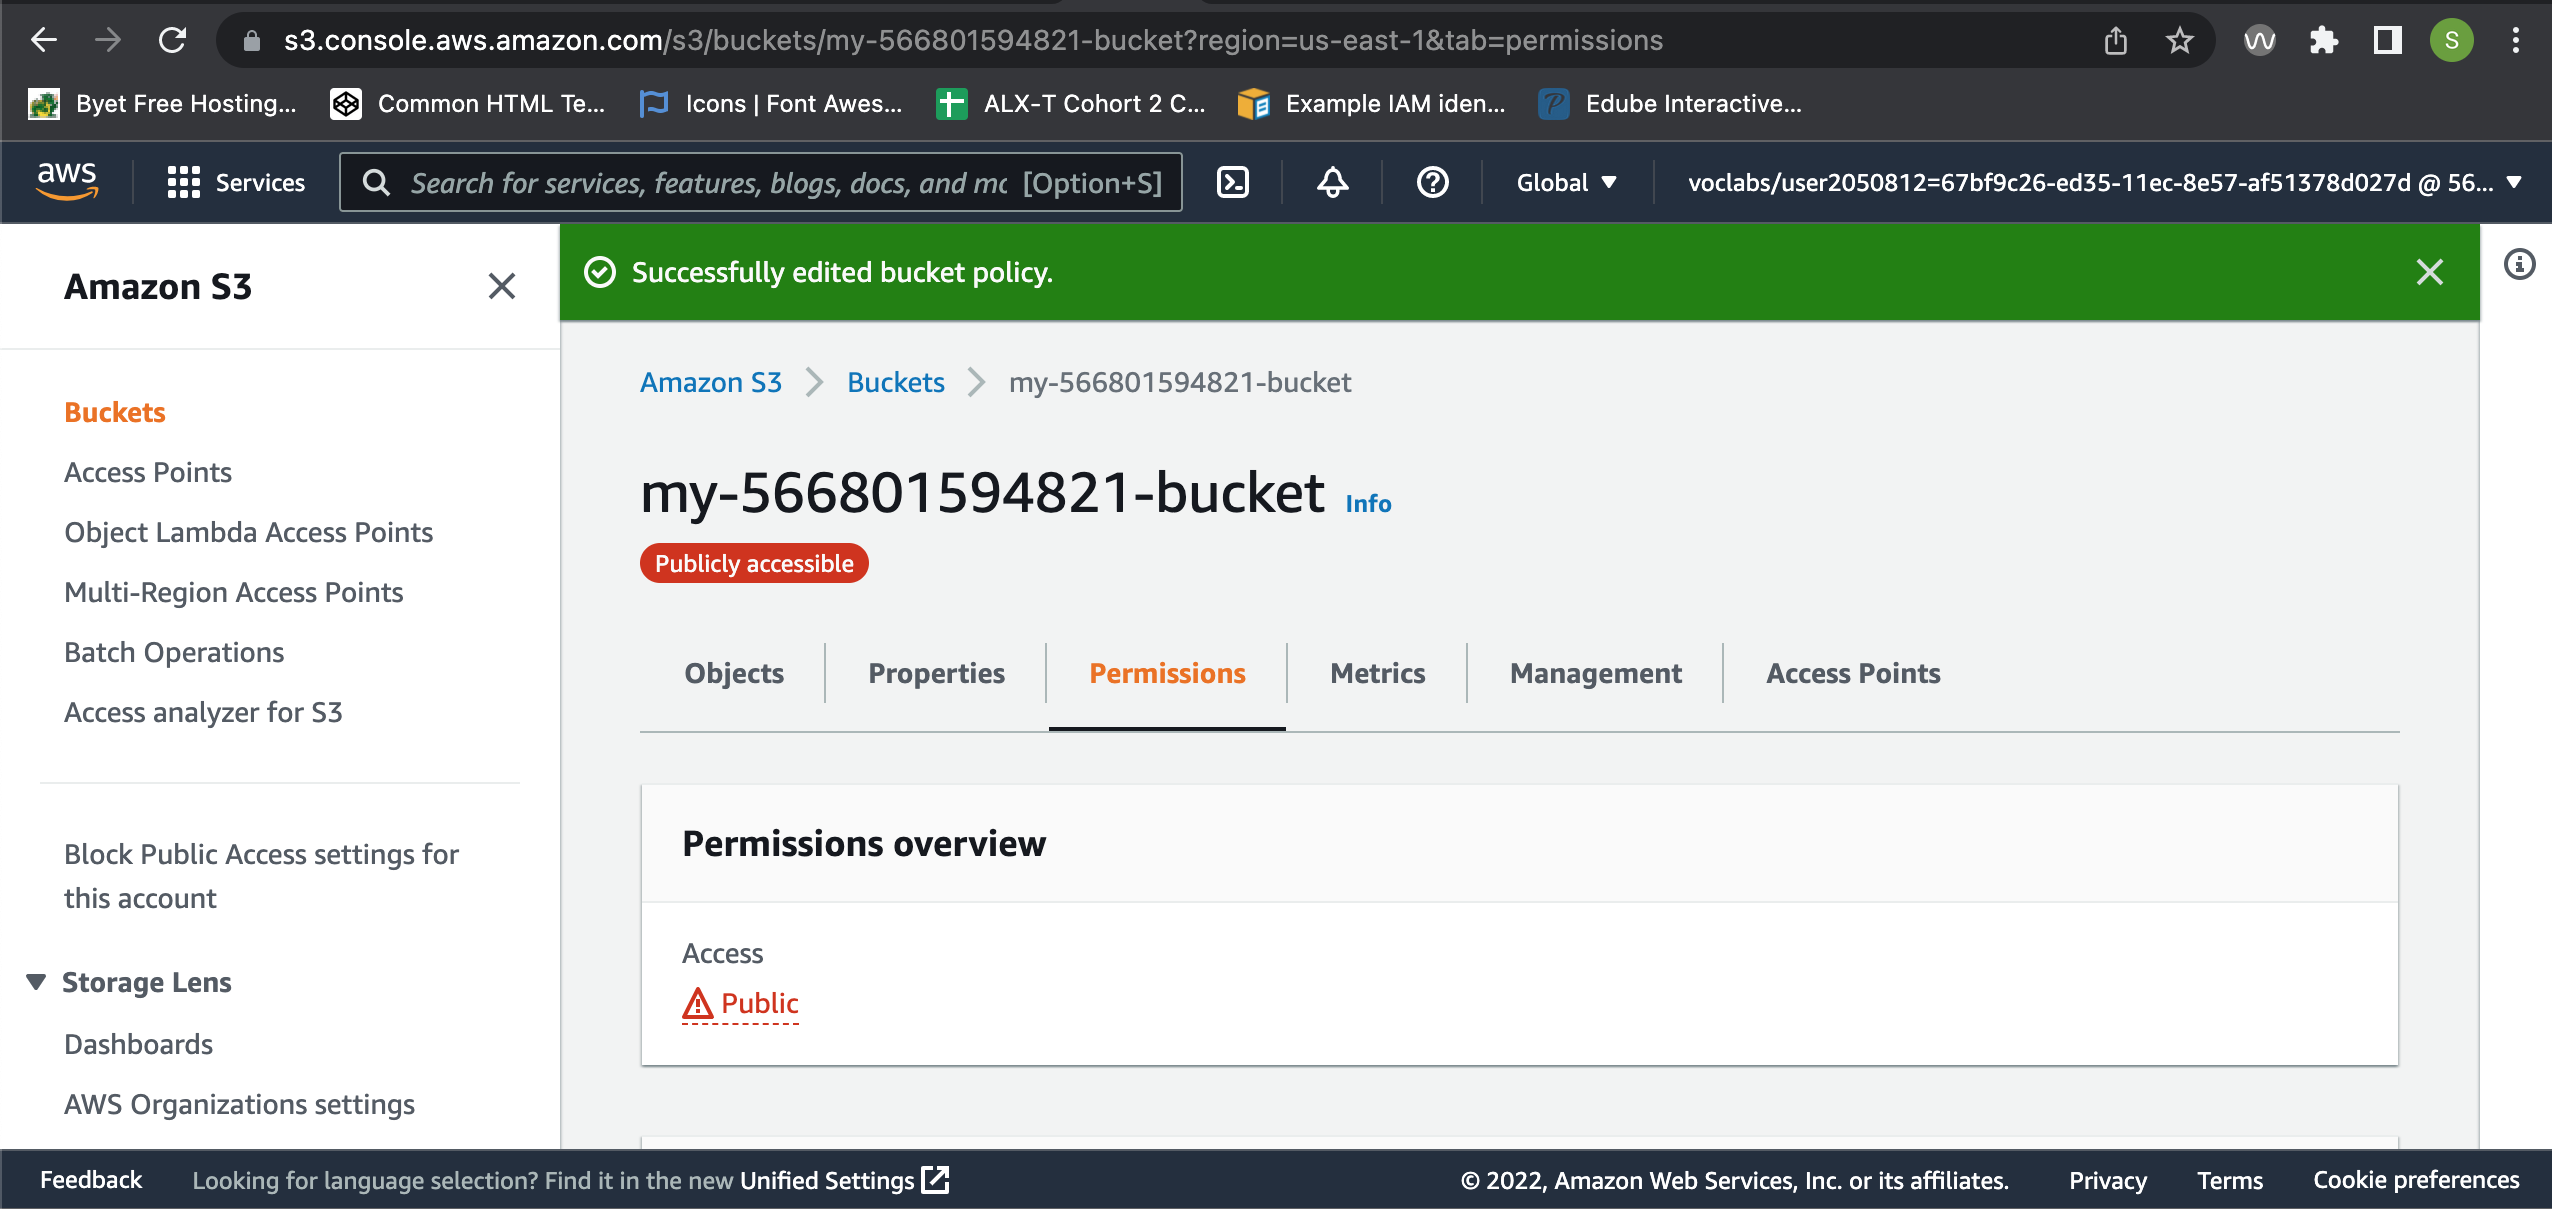 s3.console.aws.amazon.com/s3/buckets/my-566801594821-bucket?region=us-east-1&tab=permissions
S
Byet Free Hosting...
Common HTML Te...
Icons | Font Awes...
ALX-T Cohort 2 C...
Example IAM iden...
Edube Interactive...
aws
Services
Search for services, features, blogs, docs, and mc [Option+S]
Global
voclabs/user2050812=67bf9c26-ed35-11ec-8e57-af51378d027d @ 56...
Amazon S3
Buckets
Access Points
Object Lambda Access Points
Multi-Region Access Points
Batch Operations
Access analyzer for S3
Block Public Access settings for
this account
Storage Lens
Dashboards
AWS Organizations settings
Successfully edited bucket policy.
Amazon S3
Buckets
my-566801594821-bucket
my-566801594821-bucket Info
Publicly accessible
Objects
Properties
Permissions
Metrics
Management
Access Points
Permissions overview
Access
Public
Feedback
Looking for language selection? Find it in the new Unified Settings
© 2022, Amazon Web Services, Inc. or its affiliates.
Privacy
Terms
Cookie preferences